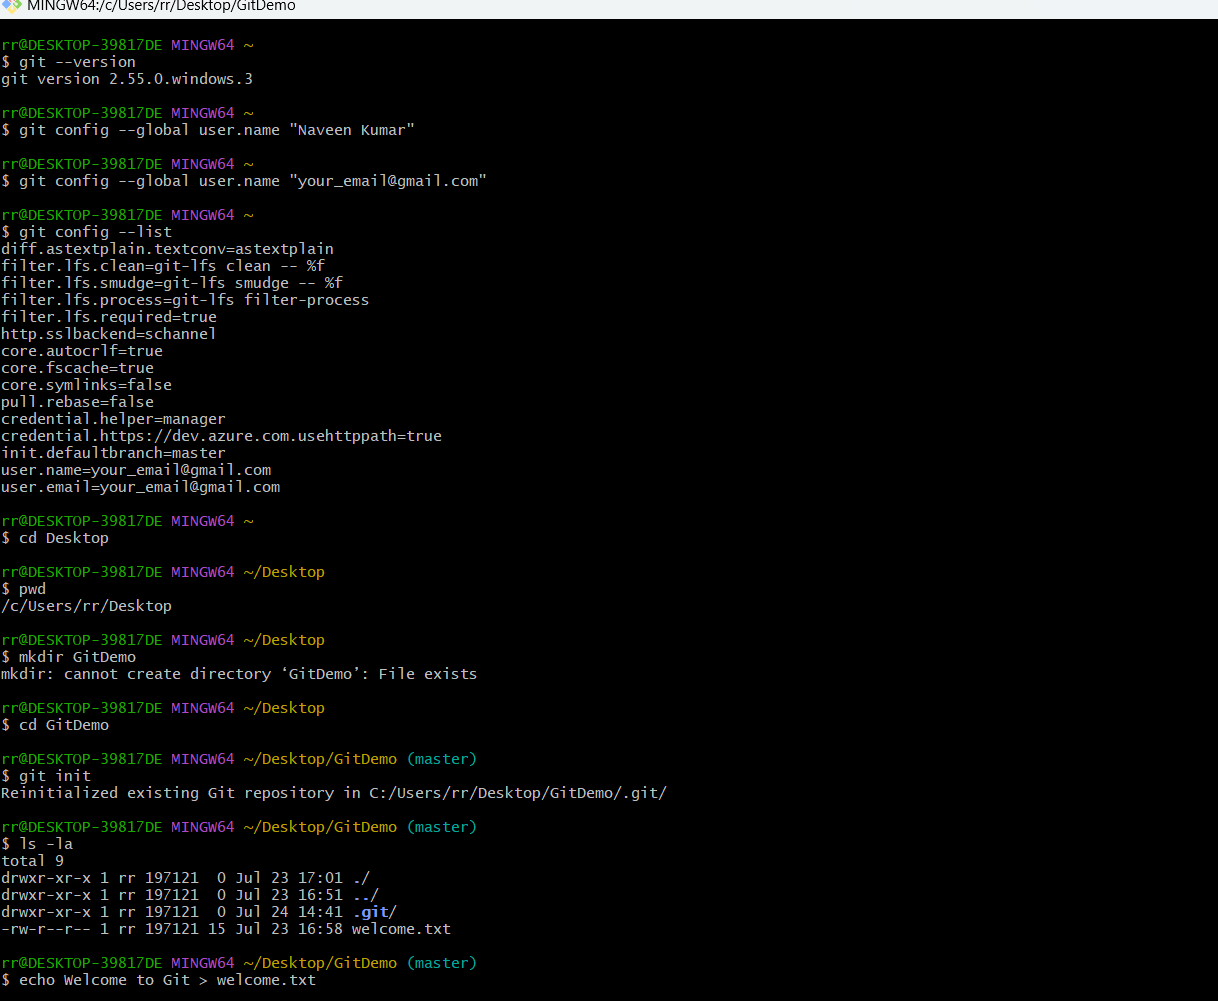 MINGW64:/c/Users/rr/Desktop/GitDemo
rr@DESKTOP-39817DE MINGW64 ~
$ git --version
git version 2.55.0.windows.3
rr@DESKTOP-39817DE MINGW64 ~
$ git config --global user.name "Naveen Kumar"
rr@DESKTOP-39817DE MINGW64 ~
$ git config --global user.name "your_email@gmail.com"
rr@DESKTOP-39817DE MINGW64 ~
$ git config --list
diff.astextplain.textconv=astextplain
filter.lfs.clean=git-lfs clean -- %f
filter.lfs.smudge=git-lfs smudge -- %f
filter.lfs.process=git-lfs filter-process
filter.lfs.required=true
http.sslbackend=schannel
core.autocrlf=true
core.fscache=true
core.symlinks=false
pull.rebase=false
credential.helper=manager
credential.https://dev.azure.com.usehttppath=true
init.defaultbranch=master
user.name=your_email@gmail.com
user.email=your_email@gmail.com
rr@DESKTOP-39817DE MINGW64 ~
$ cd Desktop
rr@DESKTOP-39817DE MINGW64 ~/Desktop
$ pwd
/c/Users/rr/Desktop
rr@DESKTOP-39817DE MINGW64 ~/Desktop
$ mkdir GitDemo
mkdir: cannot create directory ‘GitDemo’: File exists
rr@DESKTOP-39817DE MINGW64 ~/Desktop
$ cd GitDemo
rr@DESKTOP-39817DE MINGW64 ~/Desktop/GitDemo (master)
$ git init
Reinitialized existing Git repository in C:/Users/rr/Desktop/GitDemo/.git/
rr@DESKTOP-39817DE MINGW64 ~/Desktop/GitDemo (master)
$ ls -la
total 9
drwxr-xr-x 1 rr 197121  0 Jul 23 17:01 ./
drwxr-xr-x 1 rr 197121  0 Jul 23 16:51 ../
drwxr-xr-x 1 rr 197121  0 Jul 24 14:41 .git/
-rw-r--r-- 1 rr 197121 15 Jul 23 16:58 welcome.txt
rr@DESKTOP-39817DE MINGW64 ~/Desktop/GitDemo (master)
$ echo Welcome to Git > welcome.txt